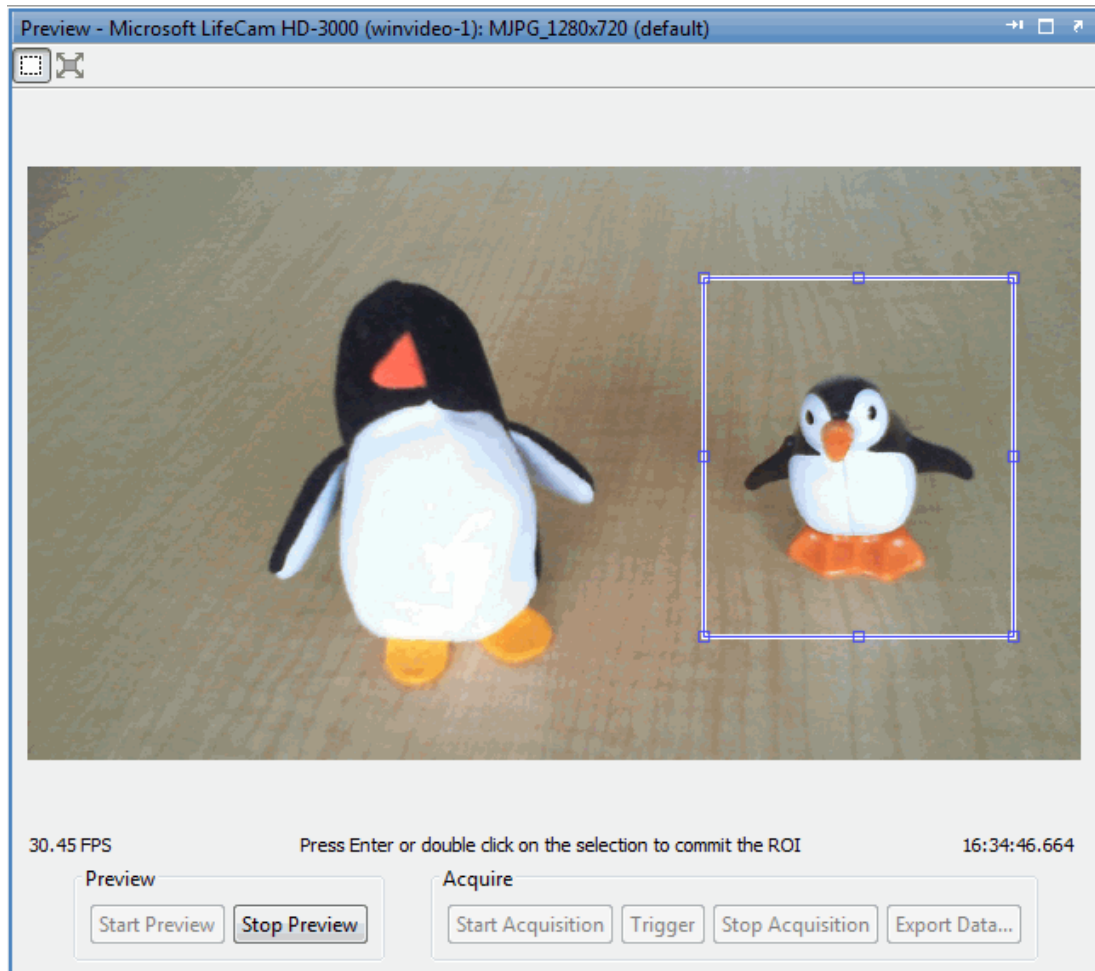 Preview - Microsoft LifeCam HD-3000 (winvideo-1): MJPG_1280x720 (default)
30.45 FPS Press Enter or double click on the selection to commit the ROI 16:34:46.664
Preview Acquire
Start Preview Stop Preview Start Acquisition Trigger Stop Acquisition Export Data...